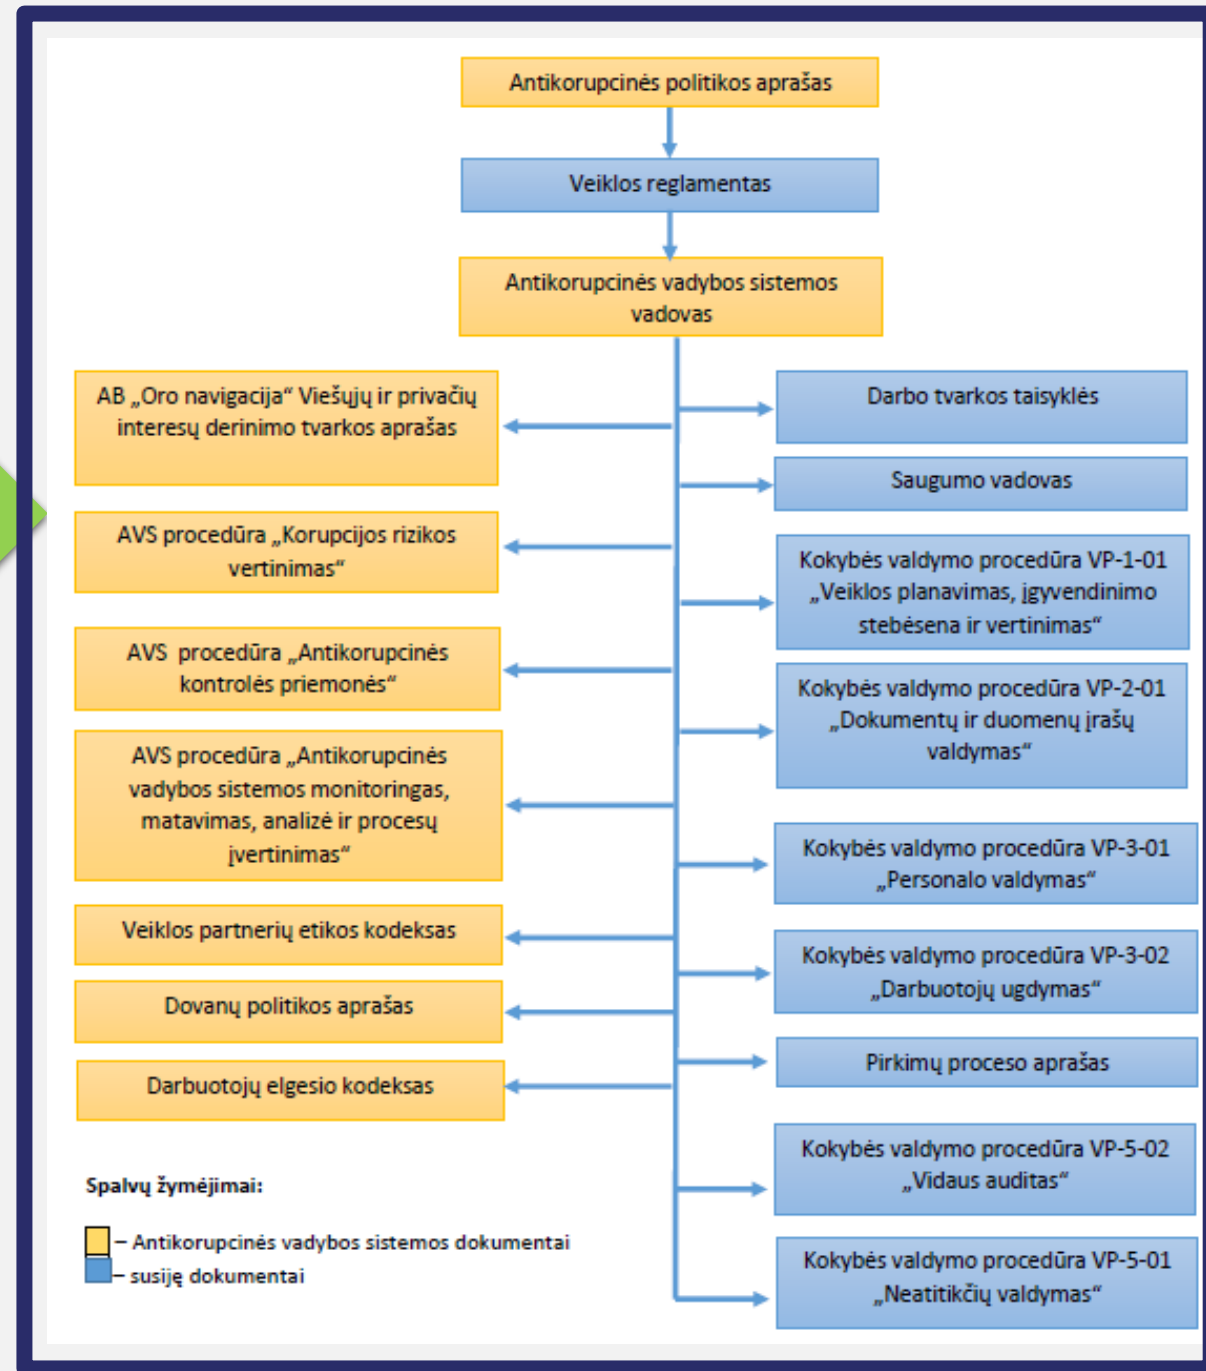 Antikorupcinės politikos aprašas
Veiklos reglamentas
Antikorupcinės vadybos sistemos
vadovas
AB „Oro navigacija“ Viešųjų ir privačių
interesų derinimo tvarkos aprašas
AVS procedūra „Korupcijos rizikos
vertinimas“
AVS procedūra „Antikorupcinės
kontrolės priemonės“
AVS procedūra „Antikorupcinės
vadybos sistemos monitoringas,
matavimas, analizė ir procesų
įvertinimas“
Veiklos partnerių etikos kodeksas
Dovanų politikos aprašas
Darbuotojų elgesio kodeksas
Darbo tvarkos taisyklės
Saugumo vadovas
Kokybės valdymo procedūra VP-1-01
„Veiklos planavimas, įgyvendinimo
stebėsena ir vertinimas“
Kokybės valdymo procedūra VP-2-01
„Dokumentų ir duomenų įrašų
valdymas“
Kokybės valdymo procedūra VP-3-01
„Personalo valdymas“
Kokybės valdymo procedūra VP-3-02
„Darbuotojų ugdymas“
Pirkimų proceso aprašas
Kokybės valdymo procedūra VP-5-02
„Vidaus auditas“
Kokybės valdymo procedūra VP-5-01
„Neatitikčių valdymas“
Spalvų žymėjimai:
– Antikorupcinės vadybos sistemos dokumentai
– susiję dokumentai